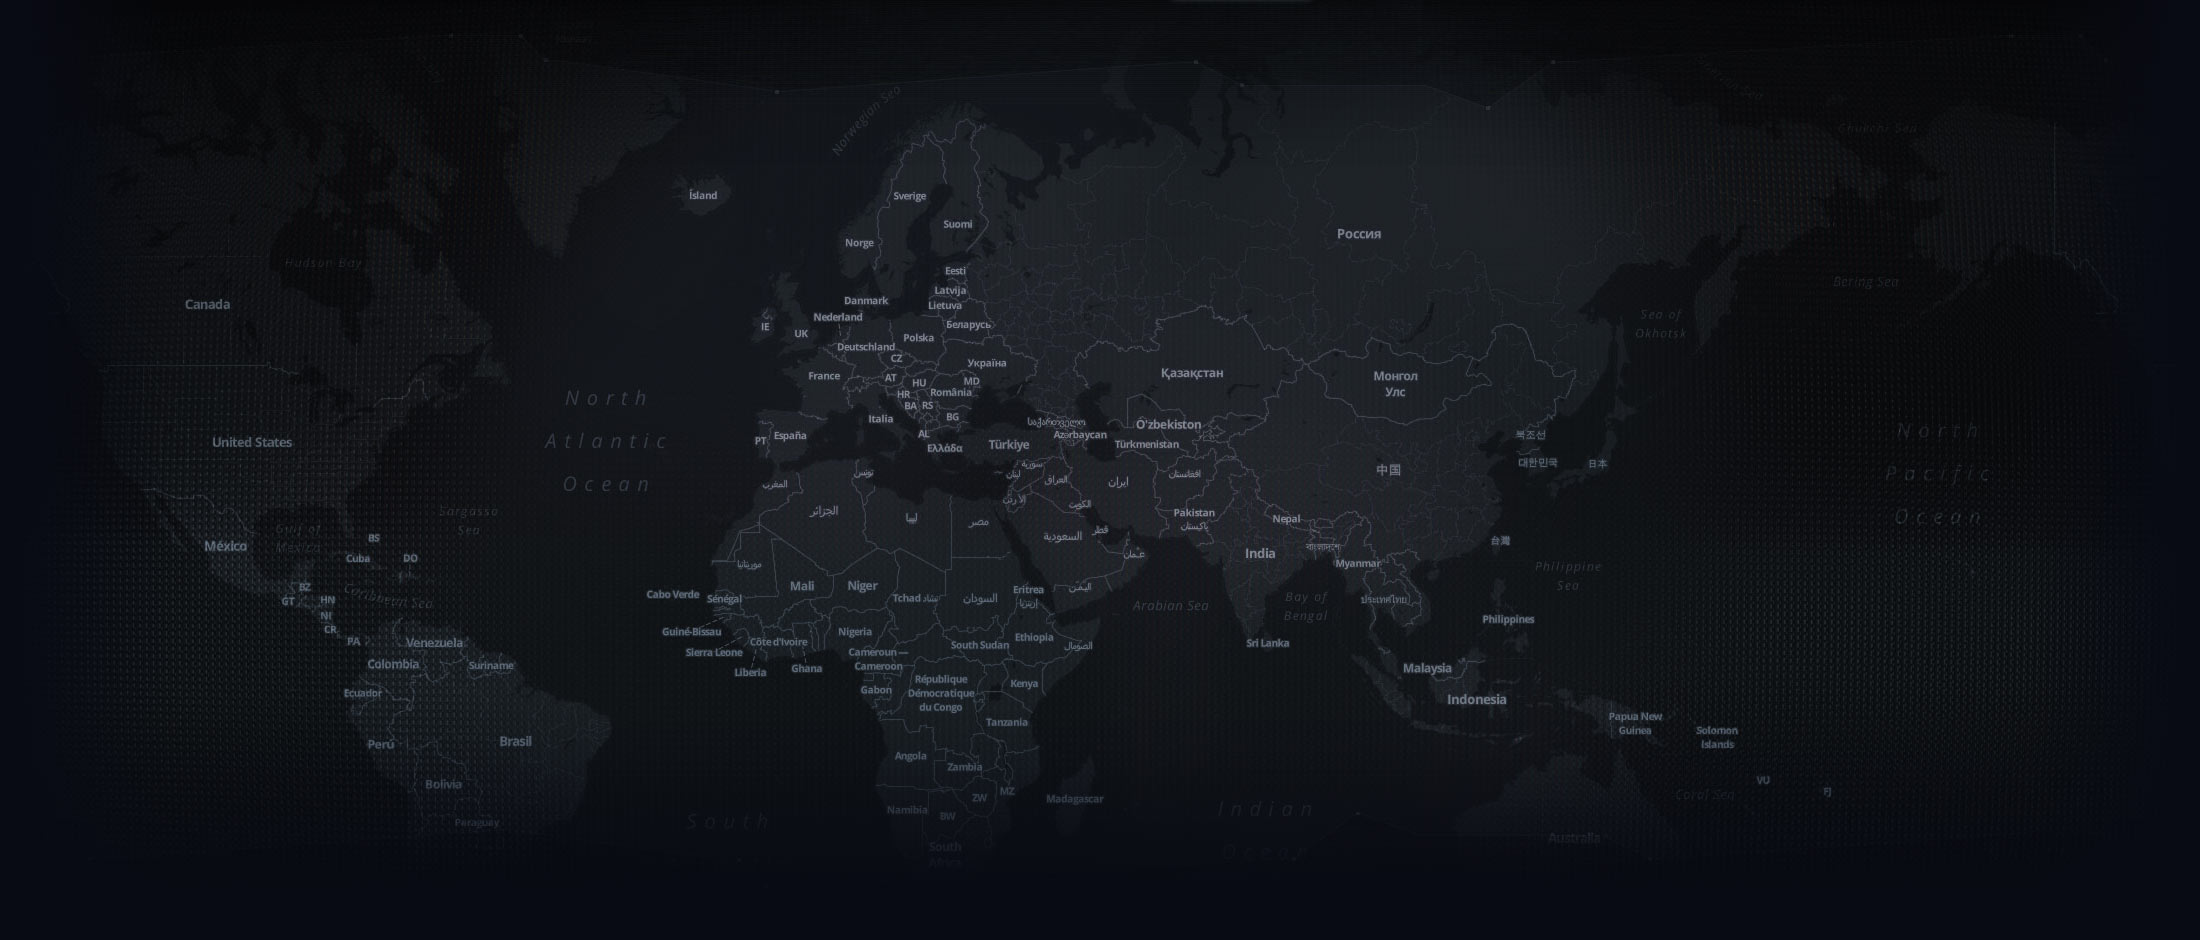 Norwegian Sea
Chukchi Sea
Ísland
Sverige
Suomi
Россия
Norge
Hudson Bay
Eesti
Bering Sea
Latvija
Canada
Danmark
Lietuva
Nederland
Sea of
Okhotsk
IE
UK
Беларусь
Polska
Deutschland
CZ
Україна
France
AT
HU
MD
Қазақстан
Монгол
Улс
HR
România
North
Atlantic
Ocean
BA
RS
Italia
BG
საქართველო
O'zbekiston
North
Pacific
Ocean
España
PT
AL
Azərbaycan
북조선
United States
Ελλάδα
Türkiye
Türkmenistan
대한민국
日本
中国
سوريا
تونس
لبنان
افغانستان
المغرب
العراق
ایران
الأردن
الكويت
الجزائر
ليبيا
مصر
Sargasso
Sea
Pakistan
پاکستان
Nepal
Gulf of
Mexico
قطر
السعودية
BS
台灣
México
বাংলাদেশ
Cuba
DO
عمان
India
Myanmar
موريتانيا
Philippine
Sea
BZ
Mali
Niger
اليمن
Caribbean Sea
GT
HN
Cabo Verde
Sénégal
Tchad تشاد
السودان
Eritrea
إرتريا
Arabian Sea
Bay of
Bengal
ประเทศไทย
NI
CR
Philippines
Guiné-Bissau
Nigeria
Ethiopia
PA
Venezuela
Côte d'Ivoire
South Sudan
الصومال
Sri Lanka
Sierra Leone
Cameroun —
Cameroon
Colombia
Suriname
Liberia
Ghana
Malaysia
République
Démocratique
du Congo
Kenya
Ecuador
Gabon
Indonesia
Tanzania
Papua New
Guinea
Solomon
Islands
Perú
Brasil
Angola
Zambia
VU
Bolivia
FJ
ZW
MZ
Madagascar
Coral Sea
Namibia
BW
Indian
Ocean
Paraguay
South
Australia
South
Africa